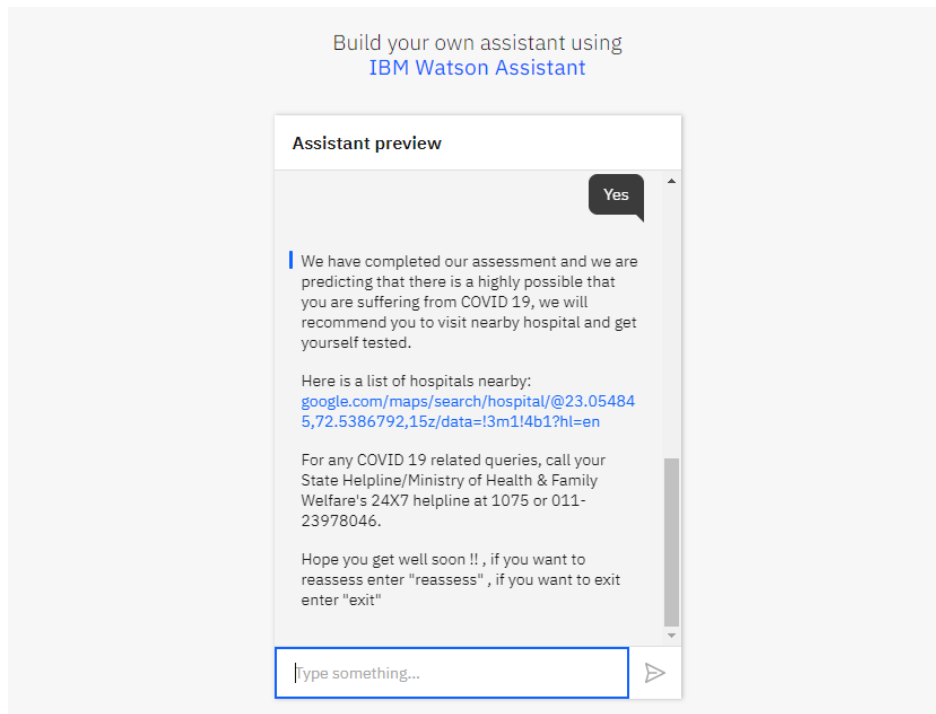 Build your own assistant using
IBM Watson Assistant
Assistant preview
Yes
We have completed our assessment and we are
predicting that there is a highly possible that
you are suffering from COVID 19, we will
recommend you to visit nearby hospital and get
yourself tested.
Here is a list of hospitals nearby:
google.com/maps/search/hospital/@23.05484
5,72.5386792,15z/data=!3m1!4b1?hl=en
For any COVID 19 related queries, call your
State Helpline/Ministry of Health & Family
Welfare's 24X7 helpline at 1075 or 011-
23978046.
Hope you get well soon !! , if you want to
reassess enter "reassess" , if you want to exit
enter "exit"
Type something...